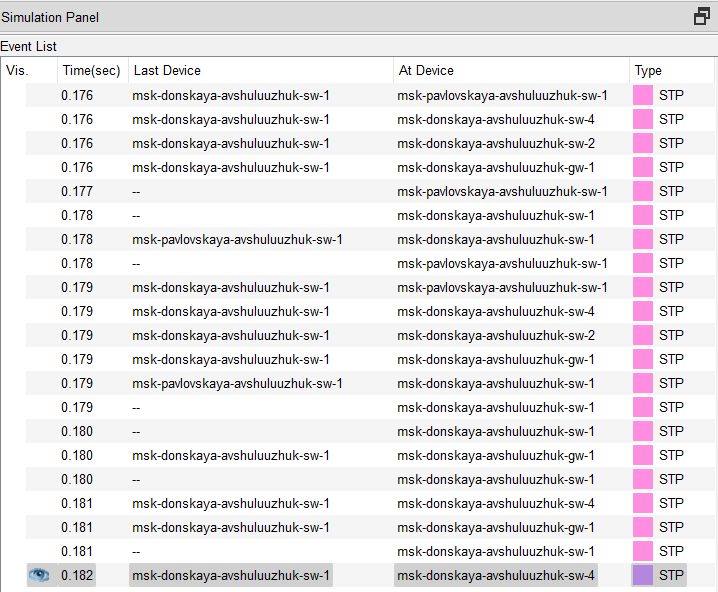 Simulation Panel
Event List
Vis. Time(sec) Last Device At Device Type
0.176 msk-donskaya-avshuluuzhuk-sw-1 msk-pavlovskaya-avshuluuzhuk-sw-1 STP
0.176 msk-donskaya-avshuluuzhuk-sw-1 msk-donskaya-avshuluuzhuk-sw-4 STP
0.176 msk-donskaya-avshuluuzhuk-sw-1 msk-donskaya-avshuluuzhuk-sw-2 STP
0.176 msk-donskaya-avshuluuzhuk-sw-1 msk-donskaya-avshuluuzhuk-gw-1 STP
0.177 -- msk-pavlovskaya-avshuluuzhuk-sw-1 STP
0.178 -- msk-donskaya-avshuluuzhuk-sw-1 STP
0.178 msk-pavlovskaya-avshuluuzhuk-sw-1 msk-donskaya-avshuluuzhuk-sw-1 STP
0.178 -- msk-pavlovskaya-avshuluuzhuk-sw-1 STP
0.179 msk-donskaya-avshuluuzhuk-sw-1 msk-pavlovskaya-avshuluuzhuk-sw-1 STP
0.179 msk-donskaya-avshuluuzhuk-sw-1 msk-donskaya-avshuluuzhuk-sw-4 STP
0.179 msk-donskaya-avshuluuzhuk-sw-1 msk-donskaya-avshuluuzhuk-sw-2 STP
0.179 msk-donskaya-avshuluuzhuk-sw-1 msk-donskaya-avshuluuzhuk-gw-1 STP
0.179 msk-pavlovskaya-avshuluuzhuk-sw-1 msk-donskaya-avshuluuzhuk-sw-1 STP
0.179 -- msk-donskaya-avshuluuzhuk-sw-1 STP
0.180 -- msk-donskaya-avshuluuzhuk-sw-1 STP
0.180 msk-donskaya-avshuluuzhuk-sw-1 msk-donskaya-avshuluuzhuk-gw-1 STP
0.180 -- msk-donskaya-avshuluuzhuk-sw-1 STP
0.181 msk-donskaya-avshuluuzhuk-sw-1 msk-donskaya-avshuluuzhuk-sw-4 STP
0.181 msk-donskaya-avshuluuzhuk-sw-1 msk-donskaya-avshuluuzhuk-gw-1 STP
0.181 -- msk-donskaya-avshuluuzhuk-sw-1 STP
0.182 msk-donskaya-avshuluuzhuk-sw-1 msk-donskaya-avshuluuzhuk-sw-4 STP